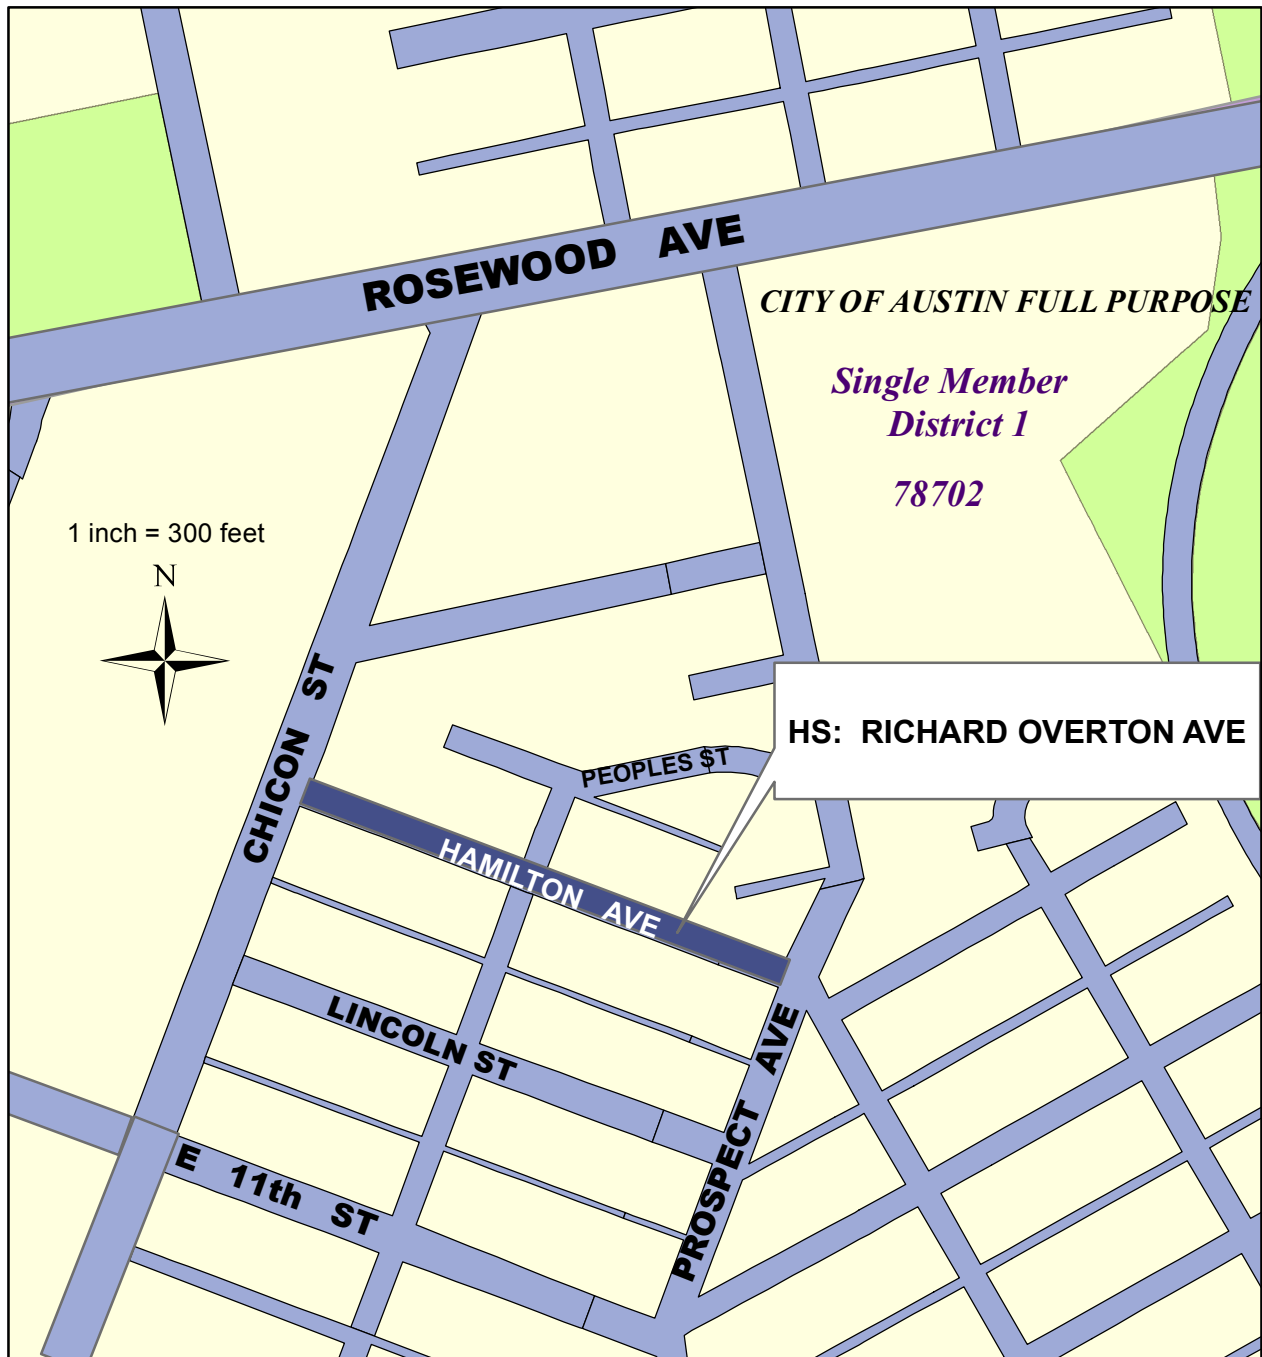 ROSEWOOD AVE
CITY OF AUSTIN FULL PURPOSE
Single Member
District 1
78702
1 inch = 300 feet
N
CHICON ST
HS: RICHARD OVERTON AVE
PEOPLES ST
HAMILTON AVE
LINCOLN ST
PROSPECT AVE
E 11th ST